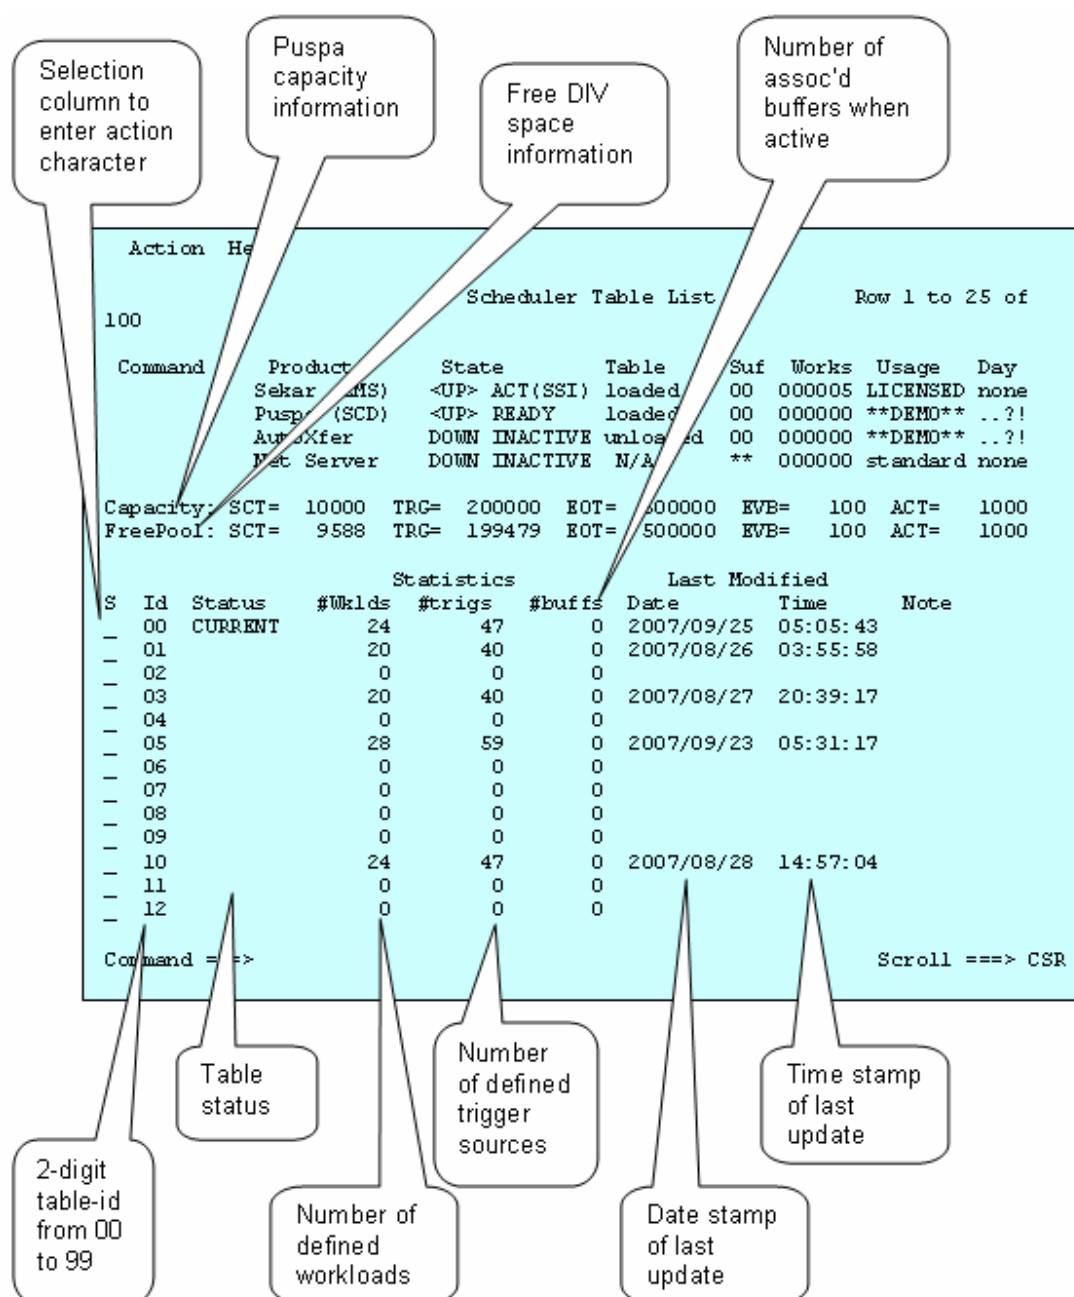 Selection
column to
enter action
character
Puspa
capacity
information
Free DIV
space
information
Number of
assoc'd
buffers when
active
Action
Scheduler Table List Row 1 to 25 of
100
Command Product State Table Suf Works Usage Day
Sekar <UP> ACT(SSI) loaded 00 000005 LICENSED none
(SCD) <UP> READY loaded 00 000000 **DEMO** ..?!
DOWN INACTIVE 00 000000 **DEMO** ..?!
Net Server DOWN INACTIVE ** 000000 standard none
Capacity: SCT= 10000 TRG= 200000 EOT= EVB= 100 ACT= 1000
FreePool: SCT= 9588 TRG= 199479 EOT= 500000 EVB= 100 ACT= 1000
Statistics Last Modified
S Id Status #Wklds #trigs #buffs Date Time Note
_ 00 CURRENT 24 47 0 2007/09/25 05:05:43
_ 01 20 40 0 2007/08/26 03:55:58
_ 02 0 0 0
_ 03 20 40 0 2007/08/27 20:39:17
_ 04 0 0 0
_ 05 28 59 0 2007/09/23 05:31:17
_ 06 0 0 0
_ 07 0 0 0
_ 08 0 0 0
_ 09 0 0 0
_ 10 24 47 0 2007/08/28 14:57:04
_ 11 0 0 0
_ 12 0 0 0
Command Scroll ===> CSR
Table
status
Number
of defined
trigger
sources
Time stamp
of last
update
2-digit
table-id
from 00
to 99
Number of
defined
workloads
Date stamp
of last
update